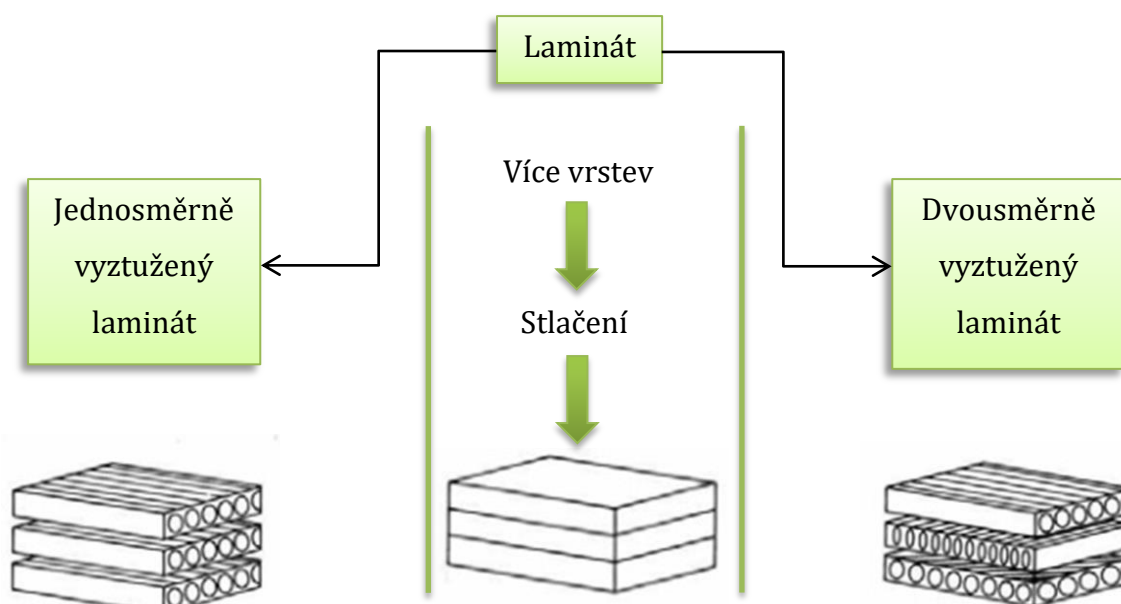 Laminát
Více vrstev
Jednosměrně
vyztužený
laminát
Stlačení
Dvousměrně
vyztužený
laminát